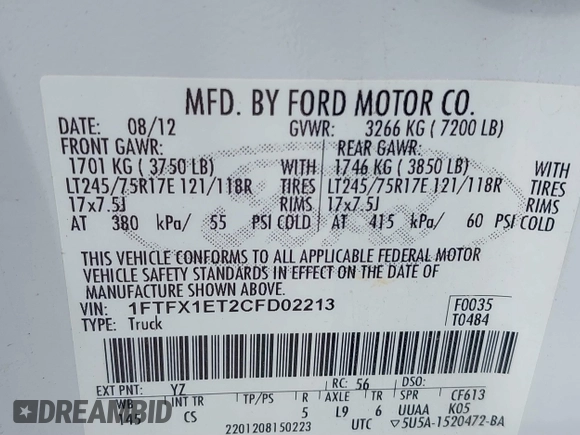 MFD. BY FORD MOTOR CO.
DATE: 08/12 GVWR: 3266 KG ( 7200 LB)
FRONT GAWR: REAR GAWR:
1701 KG ( 3750 LB) WITH 1746 KG ( 3850 LB) WITH
LT245/75R17E 121/118R TIRES LT245/75R17E 121/118R TIRES
17x7.5J RIMS 17x7.5J RIMS
AT 380 kPa/ 55 PSI COLD AT 415 kPa/ 60 PSI COLD
THIS VEHICLE CONFORMS TO ALL APPLICABLE FEDERAL MOTOR
VEHICLE SAFETY STANDARDS IN EFFECT ON THE DATE OF
MANUFACTURE SHOWN ABOVE.
VIN: 1FTFX1ET2CFD02213 F0035
TYPE: Truck T0484
EXT PNT: YZ RC: 56 DSO:
WB INT TR TP/PS R AXLE TR SPR CF613
145 CS 5 L9 6 UUAA K05
2201208150223 UTC ▽5U5A-1520472-BA
DREAMBID